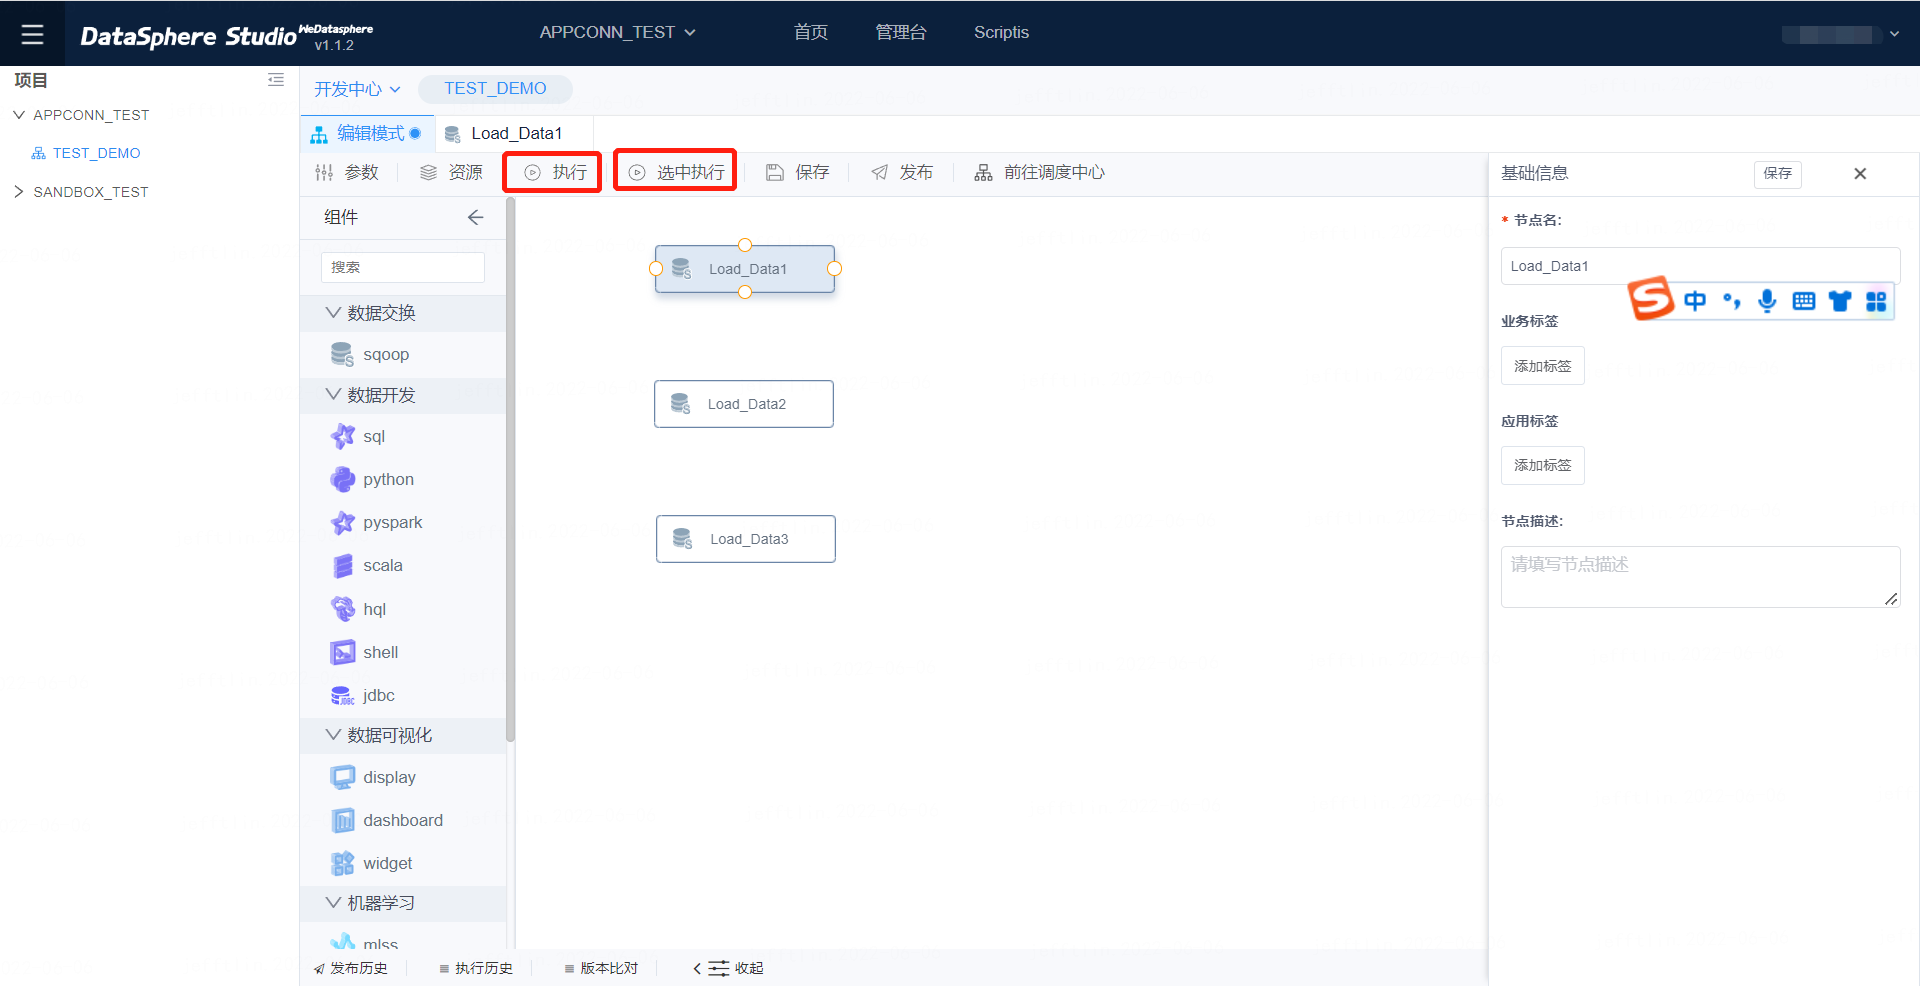 DataSphere Studio WeDatasphere
v1.1.2
APPCONN_TEST
首页
管理台
Scriptis
项目
APPCONN_TEST
TEST_DEMO
SANDBOX_TEST
开发中心
TEST_DEMO
编辑模式
Load_Data1
参数
资源
执行
选中执行
保存
发布
前往调度中心
组件
搜索
数据交换
sqoop
数据开发
sql
python
pyspark
scala
hql
shell
jdbc
数据可视化
display
dashboard
widget
机器学习
mlss
Load_Data1
Load_Data2
Load_Data3
基础信息
保存
* 节点名:
Load_Data1
中
业务标签
添加标签
应用标签
添加标签
节点描述:
请填写节点描述
发布历史
执行历史
版本比对
收起